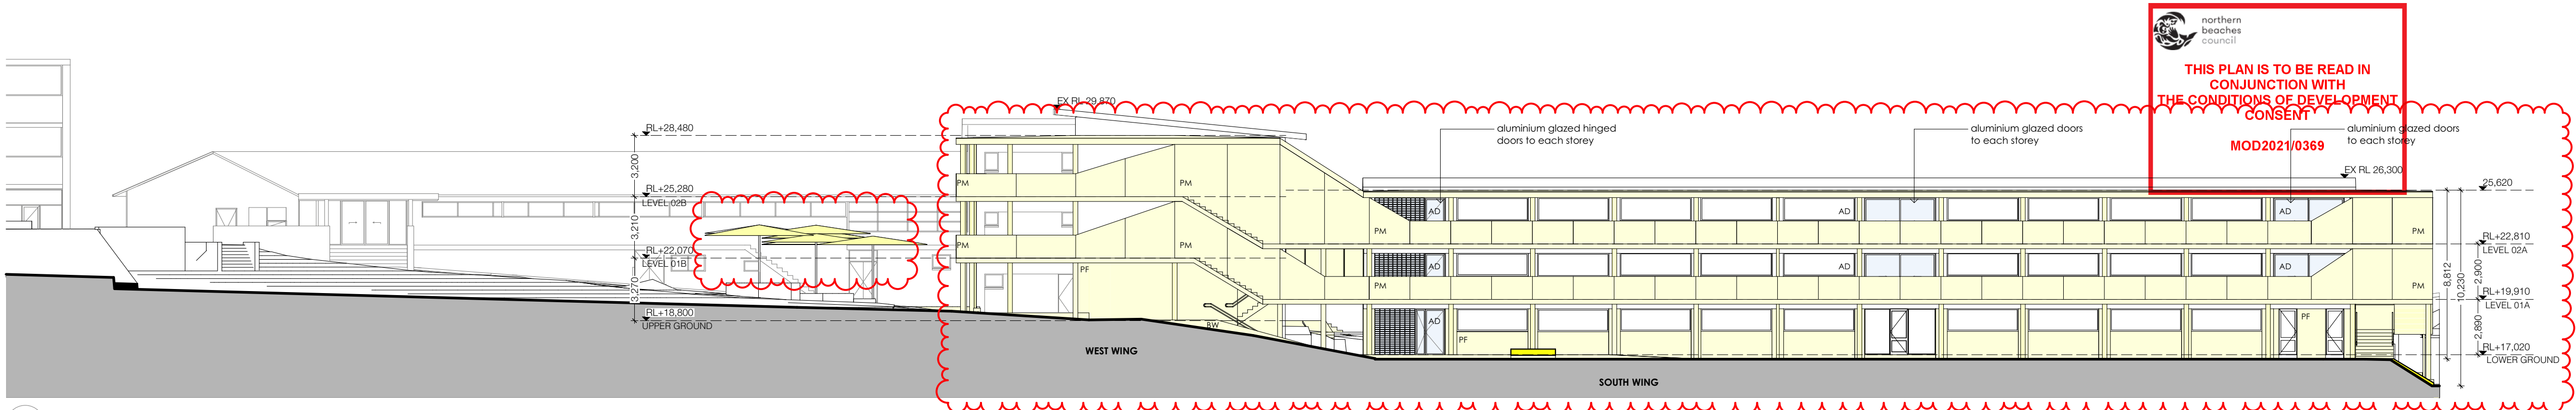 northern
beaches
council
THIS PLAN IS TO BE READ IN
CONJUNCTION WITH
THE CONDITIONS OF DEVELOPMENT
CONSENT
MOD2021/0369
EX RL 29,870
RL+28,480
3,200
RL+25,280
LEVEL 02B
3,210
RL+22,070
LEVEL 01B
3,270
RL+18,800
UPPER GROUND
aluminium glazed hinged
doors to each storey
aluminium glazed doors
to each storey
aluminium glazed doors
to each storey
EX RL 26,300
25,620
PM
PM
AD
AD
AD
PM
PM
RL+22,810
LEVEL 02A
PM
PM
AD
AD
AD
PM
PM
8,812
10,230
2,900
RL+19,910
LEVEL 01A
PF
BW
AD
PF
PF
2,890
RL+17,020
LOWER GROUND
WEST WING
SOUTH WING